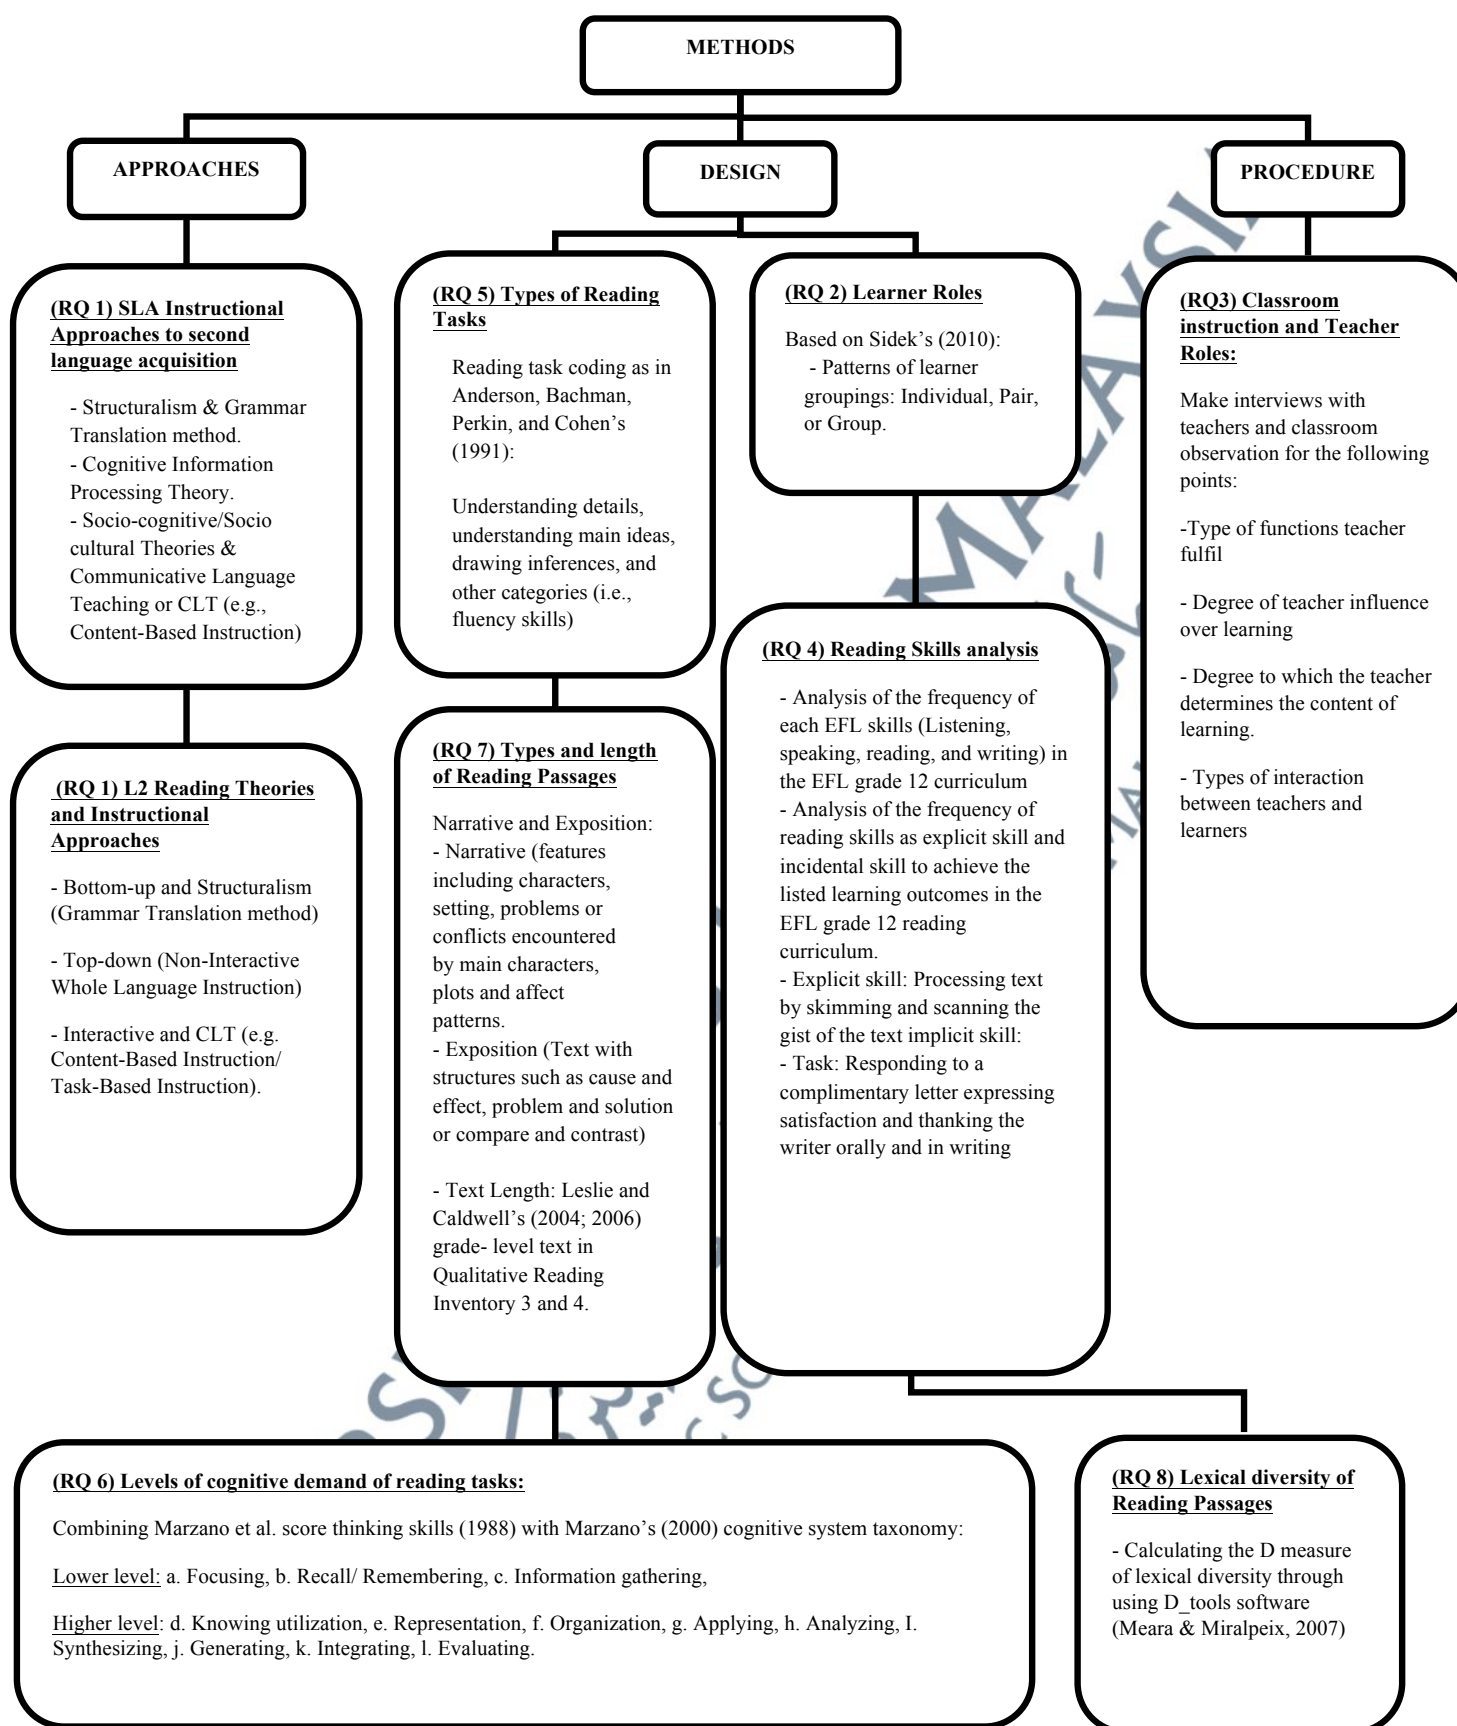 METHODS
APPROACHES
DESIGN
PROCEDURE
(RQ 1) SLA Instructional
Approaches to second
language acquisition
- Structuralism & Grammar
Translation method.
- Cognitive Information
Processing Theory.
- Socio-cognitive/Socio
cultural Theories &
Communicative Language
Teaching or CLT (e.g.,
Content-Based Instruction)
(RQ 1) L2 Reading Theories
and Instructional
Approaches
- Bottom-up and Structuralism
(Grammar Translation method)
- Top-down (Non-Interactive
Whole Language Instruction)
- Interactive and CLT (e.g.
Content-Based Instruction/
Task-Based Instruction).
(RQ 5) Types of Reading
Tasks
Reading task coding as in
Anderson, Bachman,
Perkin, and Cohen’s
(1991):
Understanding details,
understanding main ideas,
drawing inferences, and
other categories (i.e.,
fluency skills)
(RQ 7) Types and length
of Reading Passages
Narrative and Exposition:
- Narrative (features
including characters,
setting, problems or
conflicts encountered
by main characters,
plots and affect
patterns.
- Exposition (Text with
structures such as cause and
effect, problem and solution
or compare and contrast)
- Text Length: Leslie and
Caldwell’s (2004; 2006)
grade- level text in
Qualitative Reading
Inventory 3 and 4.
(RQ 2) Learner Roles
Based on Sidek’s (2010):
- Patterns of learner
groupings: Individual, Pair,
or Group.
(RQ 4) Reading Skills analysis
- Analysis of the frequency of
each EFL skills (Listening,
speaking, reading, and writing) in
the EFL grade 12 curriculum
- Analysis of the frequency of
reading skills as explicit skill and
incidental skill to achieve the
listed learning outcomes in the
EFL grade 12 reading
curriculum.
- Explicit skill: Processing text
by skimming and scanning the
gist of the text implicit skill:
- Task: Responding to a
complimentary letter expressing
satisfaction and thanking the
writer orally and in writing
(RQ3) Classroom
instruction and Teacher
Roles:
Make interviews with
teachers and classroom
observation for the following
points:
-Type of functions teacher
fulfil
- Degree of teacher influence
over learning
- Degree to which the teacher
determines the content of
learning.
- Types of interaction
between teachers and
learners
(RQ 6) Levels of cognitive demand of reading tasks:
Combining Marzano et al. score thinking skills (1988) with Marzano’s (2000) cognitive system taxonomy:
Lower level: a. Focusing, b. Recall/ Remembering, c. Information gathering,
Higher level: d. Knowing utilization, e. Representation, f. Organization, g. Applying, h. Analyzing, I.
Synthesizing, j. Generating, k. Integrating, l. Evaluating.
(RQ 8) Lexical diversity of
Reading Passages
- Calculating the D measure
of lexical diversity through
using D_tools software
(Meara & Miralpeix, 2007)